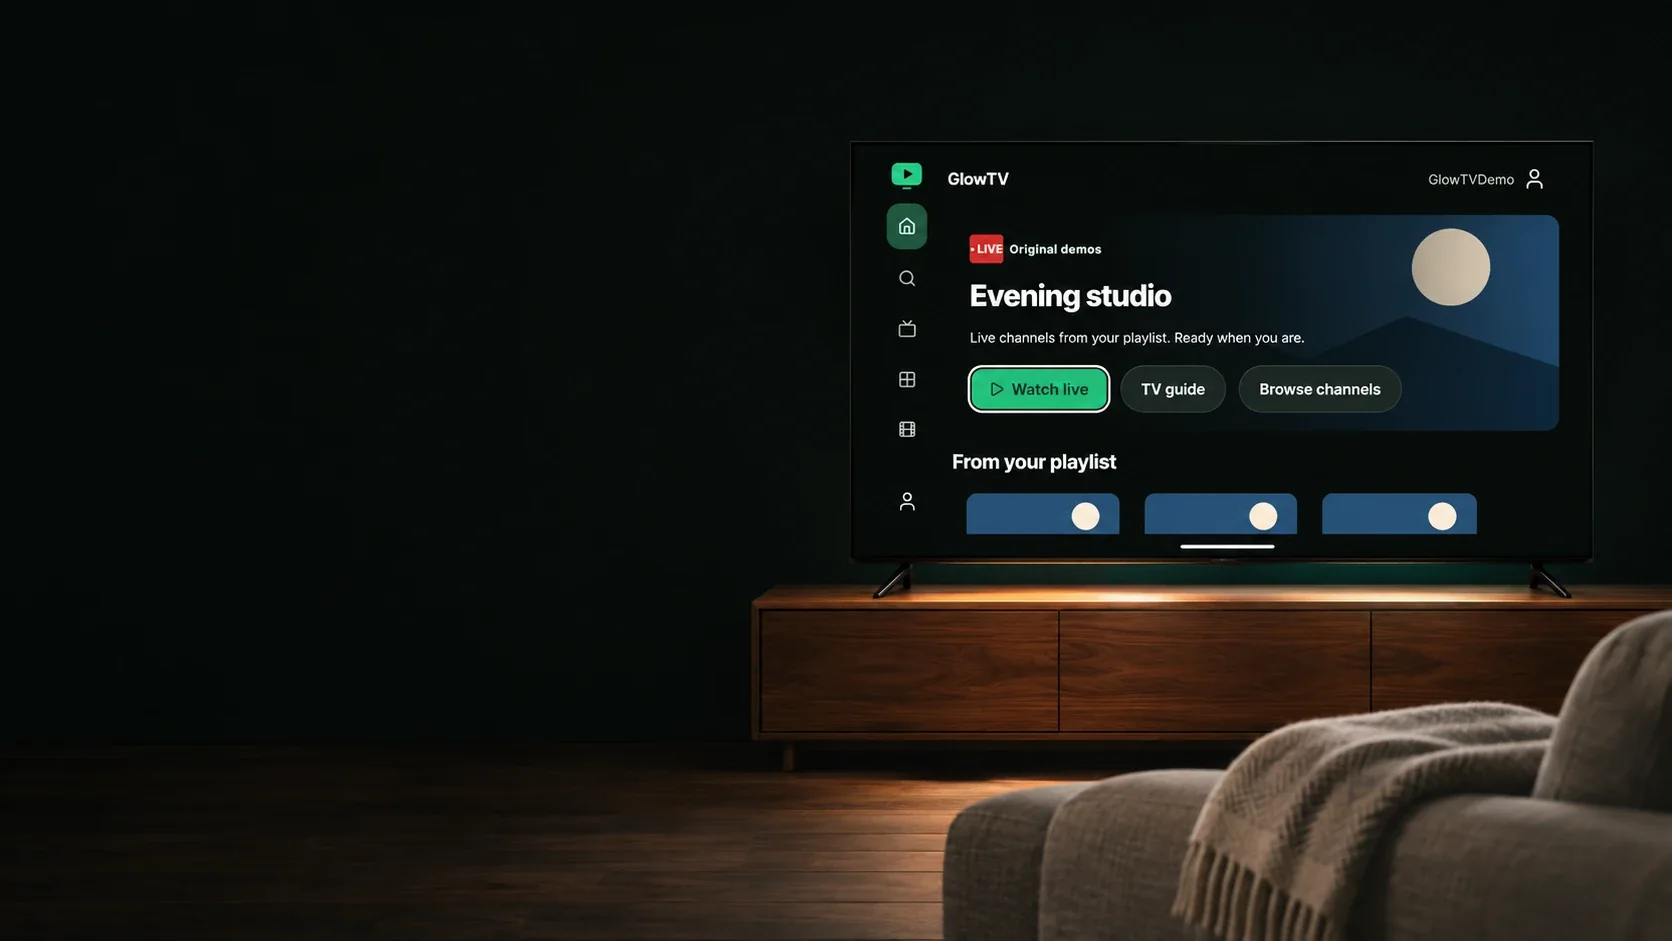 GlowTV
GlowTVDemo
• LIVE Original demos
Evening studio
Live channels from your playlist. Ready when you are.
Watch live
TV guide
Browse channels
From your playlist